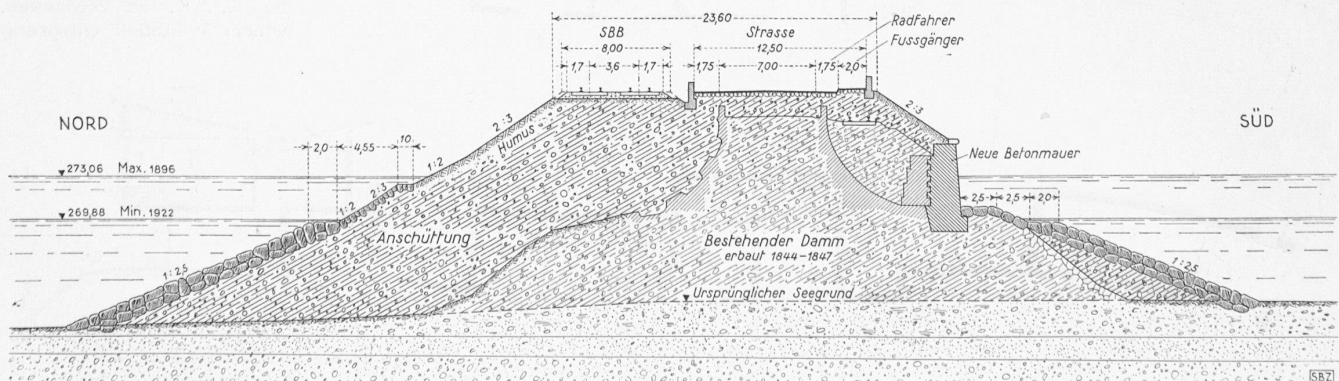 23,60
SBB
Strasse
Radfahrer
Fussgänger
8,00
12,50
1,7
3,6
1,7
1,75
7,00
1,75
2,0
NORD
SÜD
2:3
2:3
Humus
2,0
4,55
10
1:2
Neue Betonmauer
273,06 Max. 1896
2:3
1:2
269,88 Min. 1922
2,5
2,5
2,0
Anschüttung
Bestehender Damm
erbaut 1844-1847
1:2,5
1:2,5
Ursprünglicher Seegrund
SBZ